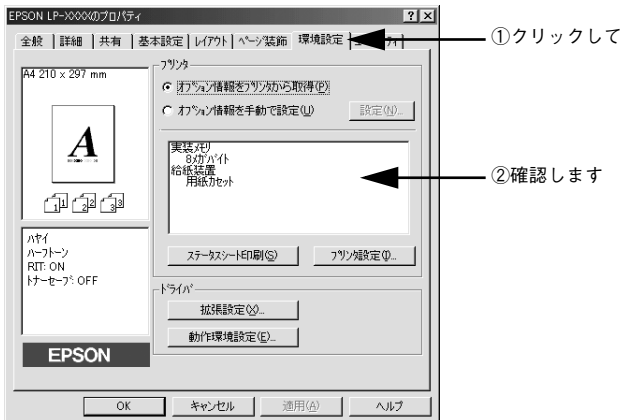 EPSON LP-XXXXのプロパティ
全般 詳細 共有 基本設定 レイアウト ページ装飾 環境設定
①クリックして
A4 210 x 297 mm
プリンタ
オプション情報をプリンタから取得(P)
オプション情報を手動で設定(U)
設定(N)...
A
実装メモリ
8メガバイト
給紙装置
用紙カセット
②確認します
1 1 2 2 3 3
ステータスシート印刷(S)
プリンタ設定(I)...
ハヤイ
ハーフトーン
RIT: ON
トナーセーブ: OFF
ドライバ
拡張設定(X)...
動作環境設定(E)...
EPSON
OK キャンセル 適用(A) ヘルプ